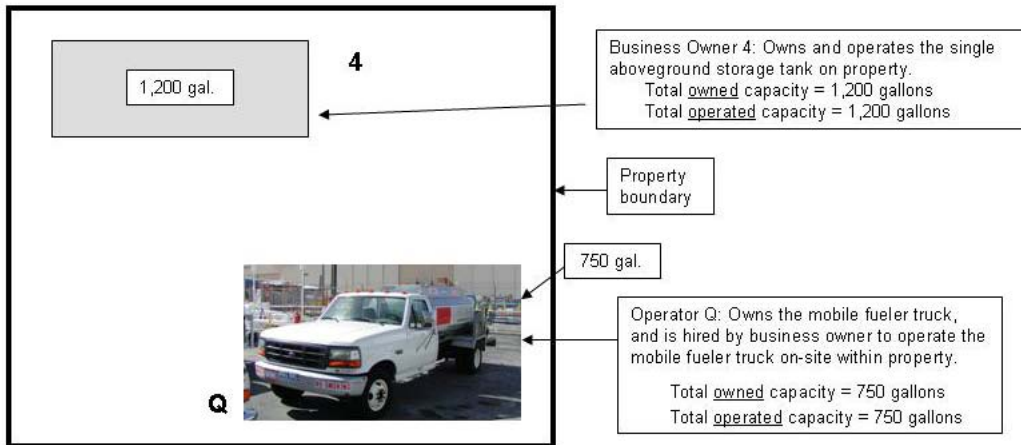 1,200 gal.
4
Business Owner 4: Owns and operates the single
aboveground storage tank on property.
Total owned capacity = 1,200 gallons
Total operated capacity = 1,200 gallons
Property
boundary
750 gal.
Operator Q: Owns the mobile fueler truck,
and is hired by business owner to operate the
mobile fueler truck on-site within property.
Total owned capacity = 750 gallons
Total operated capacity = 750 gallons
Q